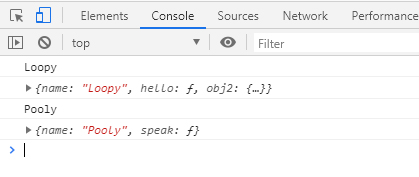 Elements Console Sources Network Performance
top Filter
Loopy
{name: "Loopy", hello: ƒ, obj2: {…}}
Pooly
{name: "Pooly", speak: ƒ}